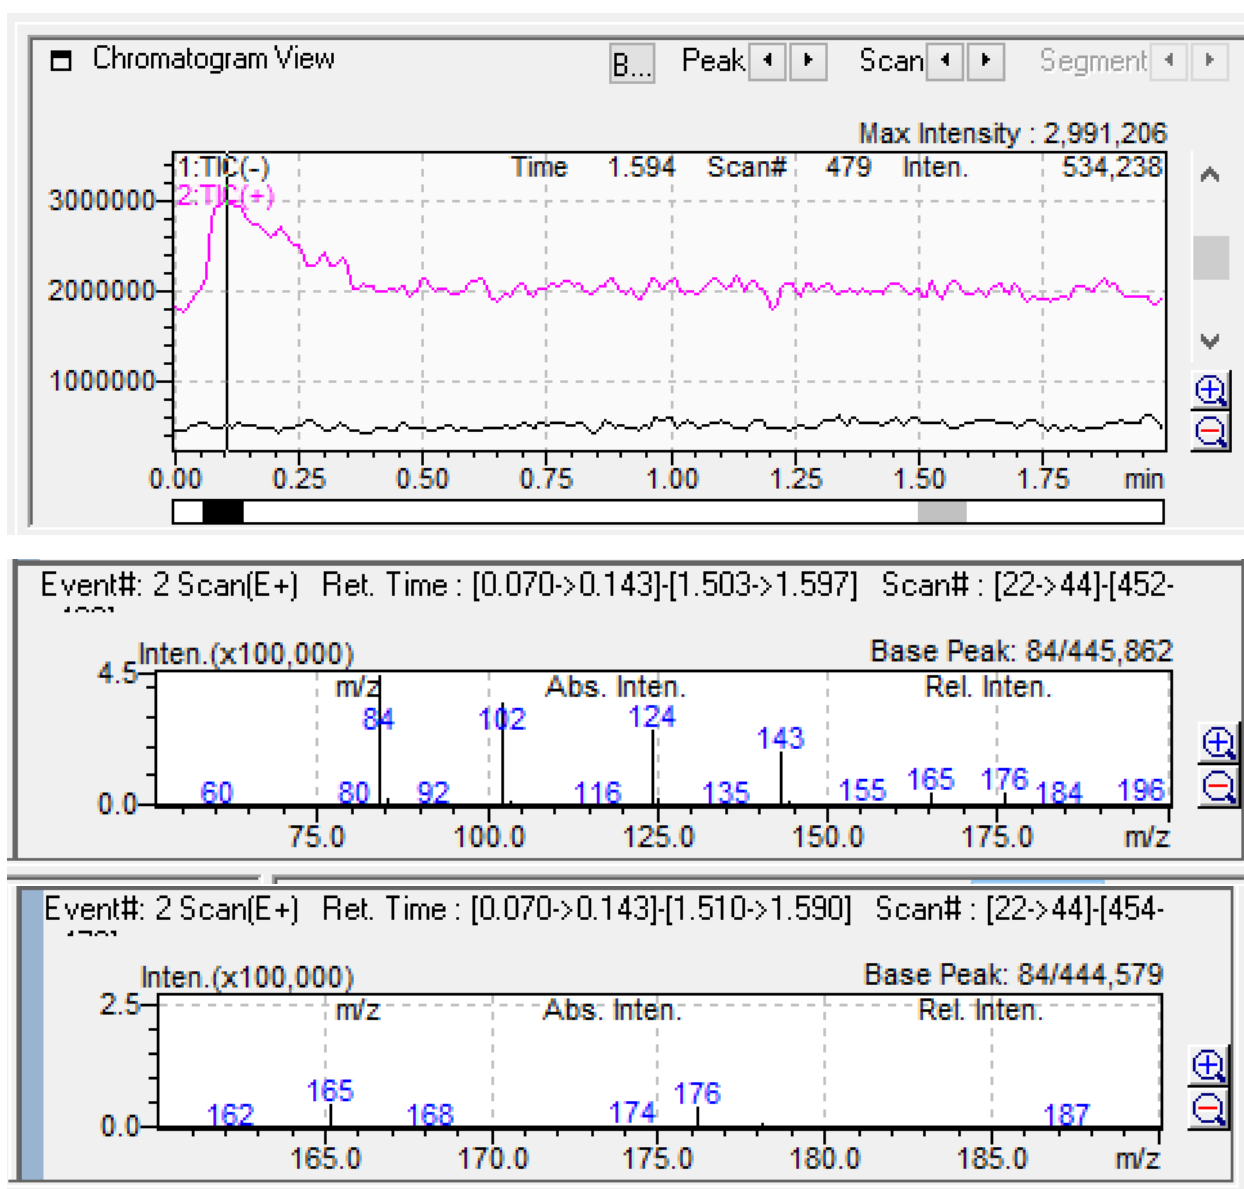 Chromatogram View B... Peak Scan Segment
Max Intensity : 2,991,206
1:TIC(-) Time 1.594 Scan# 479 Inten. 534,238
2:TIC(+)
3000000
2000000
1000000
0.00 0.25 0.50 0.75 1.00 1.25 1.50 1.75 min
Event#: 2 Scan(E+) Ret. Time : [0.070->0.143]-[1.503->1.597] Scan# : [22->44]-[452-
Inten.(x100,000) Base Peak: 84/445,862
4.5 m/z Abs. Inten. Rel. Inten.
84 102 124 143
60 80 92 116 135 155 165 176 184 196
0.0
75.0 100.0 125.0 150.0 175.0 m/z
Event#: 2 Scan(E+) Ret. Time : [0.070->0.143]-[1.510->1.590] Scan# : [22->44]-[454-
Inten.(x100,000) Base Peak: 84/444,579
2.5 m/z Abs. Inten. Rel. Inten.
162 165 168 174 176 187
0.0
165.0 170.0 175.0 180.0 185.0 m/z